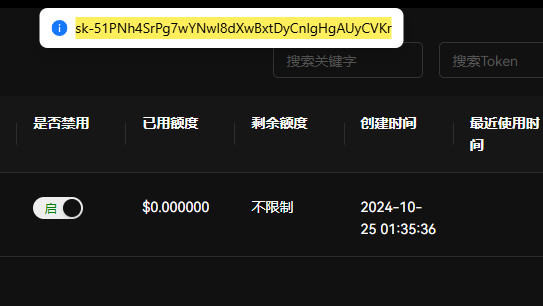 sk-51PNh4SrPg7wYNwI8dXwBxtDyCnIgHgAUyCVKr
搜索关键字
搜索Token
是否禁用
已用额度
剩余额度
创建时间
最近使用时
间
启
$0.000000
不限制
2024-10-
25 01:35:36